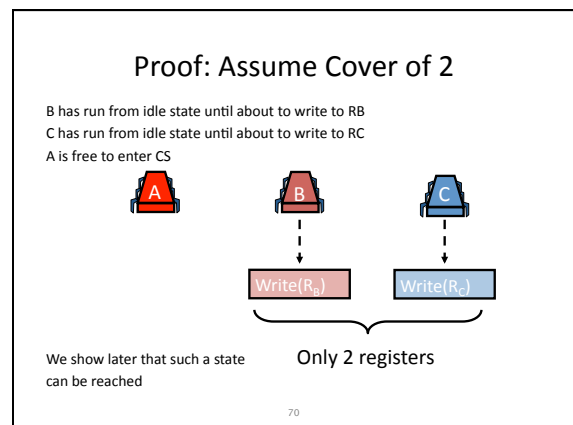 Proof: Assume Cover of 2
B has run from idle state until about to write to RB
C has run from idle state until about to write to RC
A is free to enter CS
A
B
C
Write(R_B)
Write(R_C)
Only 2 registers
We show later that such a state
can be reached
70